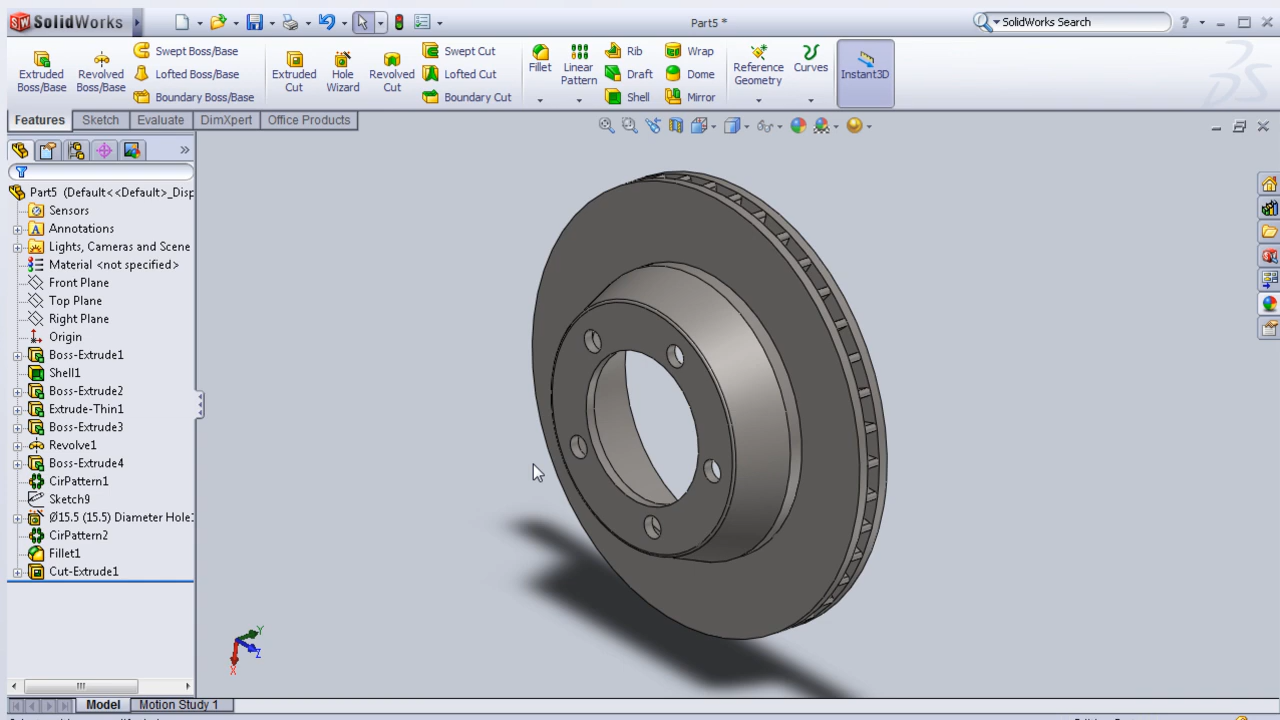 SolidWorks
Part5 *
SolidWorks Search
Extruded Boss/Base
Revolved Boss/Base
Swept Boss/Base
Lofted Boss/Base
Boundary Boss/Base
Extruded Cut
Hole Wizard
Revolved Cut
Swept Cut
Lofted Cut
Boundary Cut
Fillet
Linear Pattern
Rib
Draft
Shell
Wrap
Dome
Mirror
Reference Geometry
Curves
Instant3D
Features
Sketch
Evaluate
DimXpert
Office Products
Part5 (Default<<Default>_Disp
Sensors
Annotations
Lights, Cameras and Scene
Material <not specified>
Front Plane
Top Plane
Right Plane
Origin
Boss-Extrude1
Shell1
Boss-Extrude2
Extrude-Thin1
Boss-Extrude3
Revolve1
Boss-Extrude4
CirPattern1
Sketch9
Ø15.5 (15.5) Diameter Hole1
CirPattern2
Fillet1
Cut-Extrude1
Y
Z
X
Model
Motion Study 1